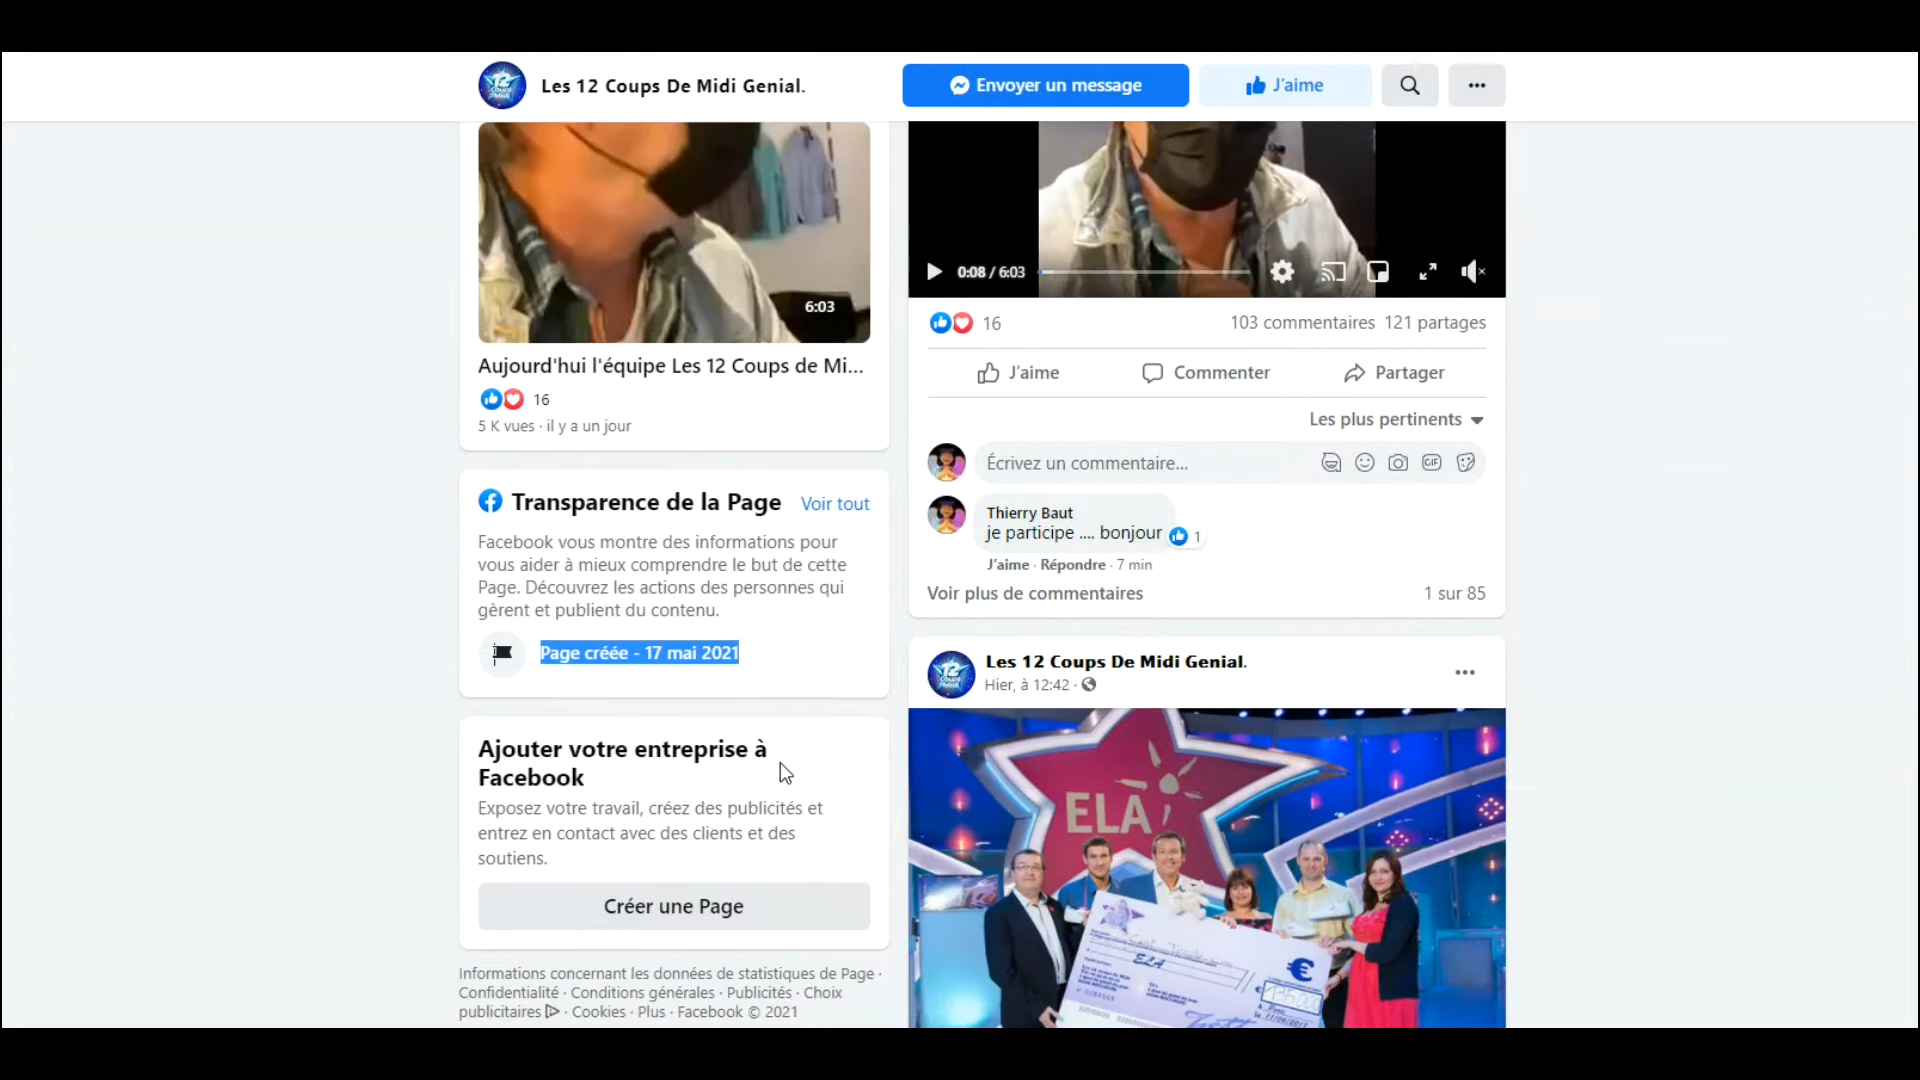 Les 12 Coups De Midi Genial.
Envoyer un message
J'aime
6:03
Aujourd'hui l'équipe Les 12 Coups de Mi...
16
5 K vues · il y a un jour
Transparence de la Page
Voir tout
Facebook vous montre des informations pour
vous aider à mieux comprendre le but de cette
Page. Découvrez les actions des personnes qui
gèrent et publient du contenu.
Page créée - 17 mai 2021
Ajouter votre entreprise à
Facebook
Exposez votre travail, créez des publicités et
entrez en contact avec des clients et des
soutiens.
Créer une Page
Informations concernant les données de statistiques de Page ·
Confidentialité · Conditions générales · Publicités · Choix
publicitaires · Cookies · Plus · Facebook © 2021
0:08 / 6:03
16
103 commentaires 121 partages
J'aime
Commenter
Partager
Les plus pertinents
Écrivez un commentaire...
GIF
Thierry Baut
je participe .... bonjour
1
J'aime · Répondre · 7 min
Voir plus de commentaires
1 sur 85
Les 12 Coups De Midi Genial.
Hier, à 12:42 ·
ELA
ELA
€